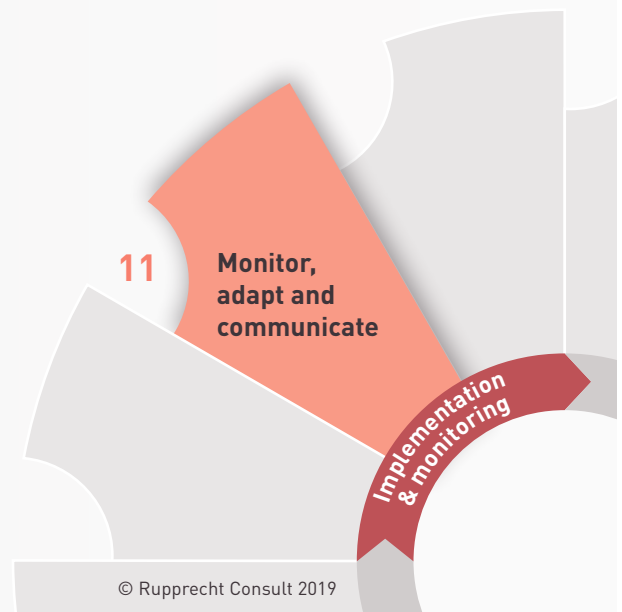 11
Monitor,
adapt and
communicate
Implementation
& monitoring
© Rupprecht Consult 2019